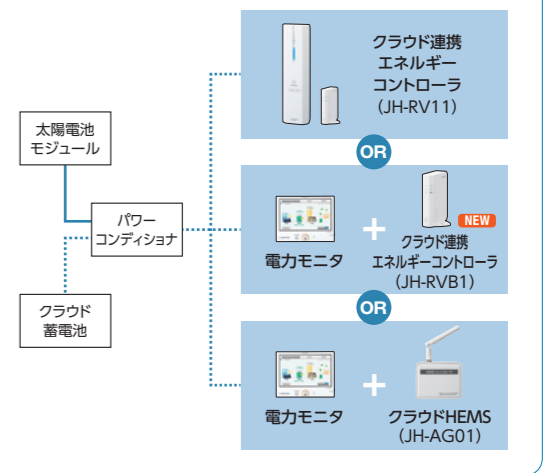 太陽電池
モジュール
パワー
コンディショナ
クラウド
蓄電池
クラウド連携
エネルギー
コントローラ
(JH-RV11)
OR
電力モニタ
+
NEW
クラウド連携
エネルギーコントローラ
(JH-RVB1)
OR
電力モニタ
+
クラウドHEMS
(JH-AG01)